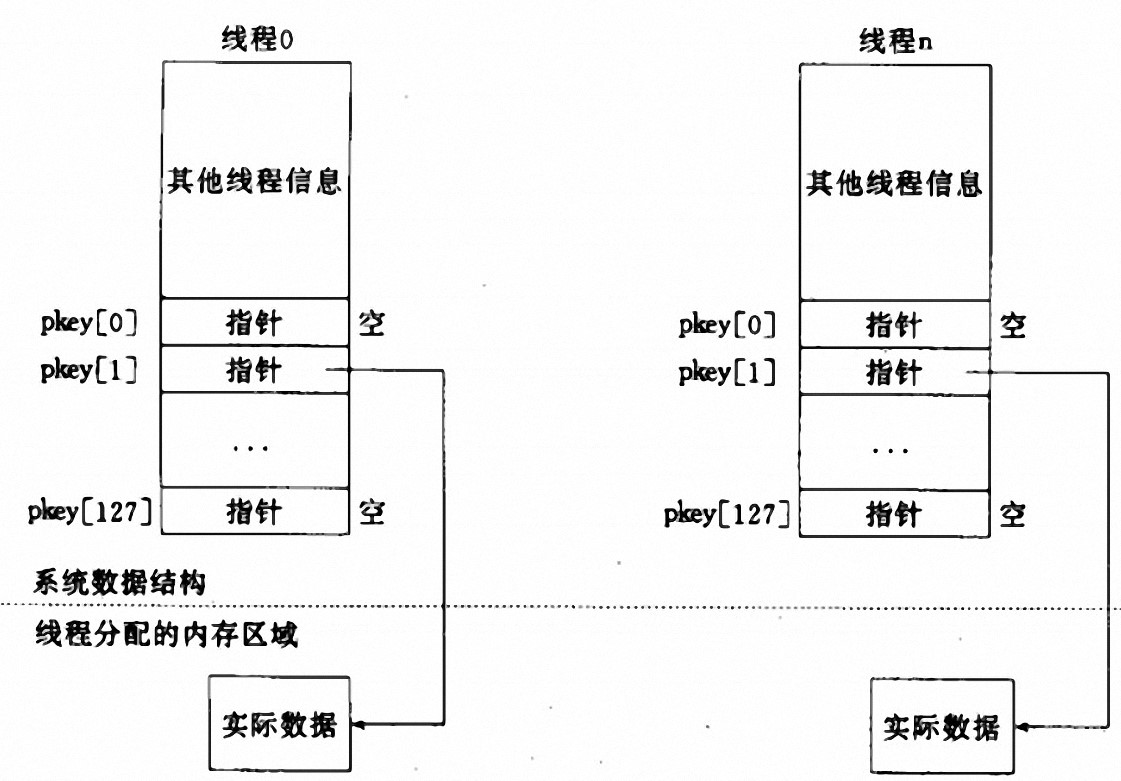 线程0
其他线程信息
pkey[0] 指针 空
pkey[1] 指针
...
pkey[127] 指针 空
线程n
其他线程信息
pkey[0] 指针 空
pkey[1] 指针
...
pkey[127] 指针 空
系统数据结构
线程分配的内存区域
实际数据
实际数据